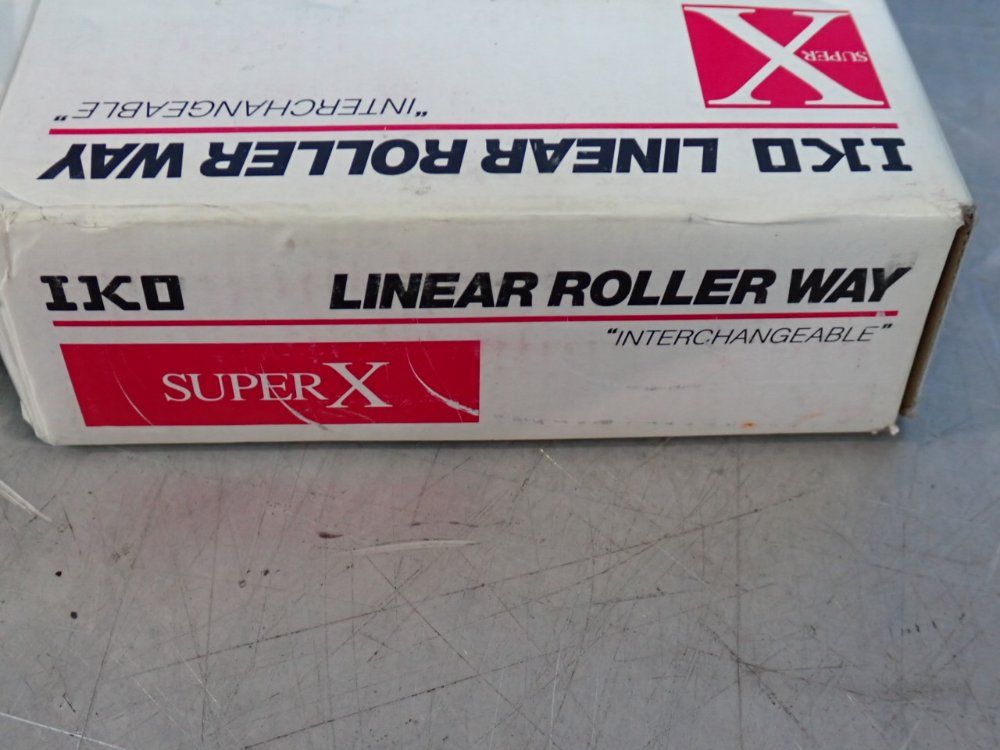 SUPER X
"INTERCHANGEABLE"
IKO LINEAR ROLLER WAY
IKO LINEAR ROLLER WAY
"INTERCHANGEABLE"
SUPER X